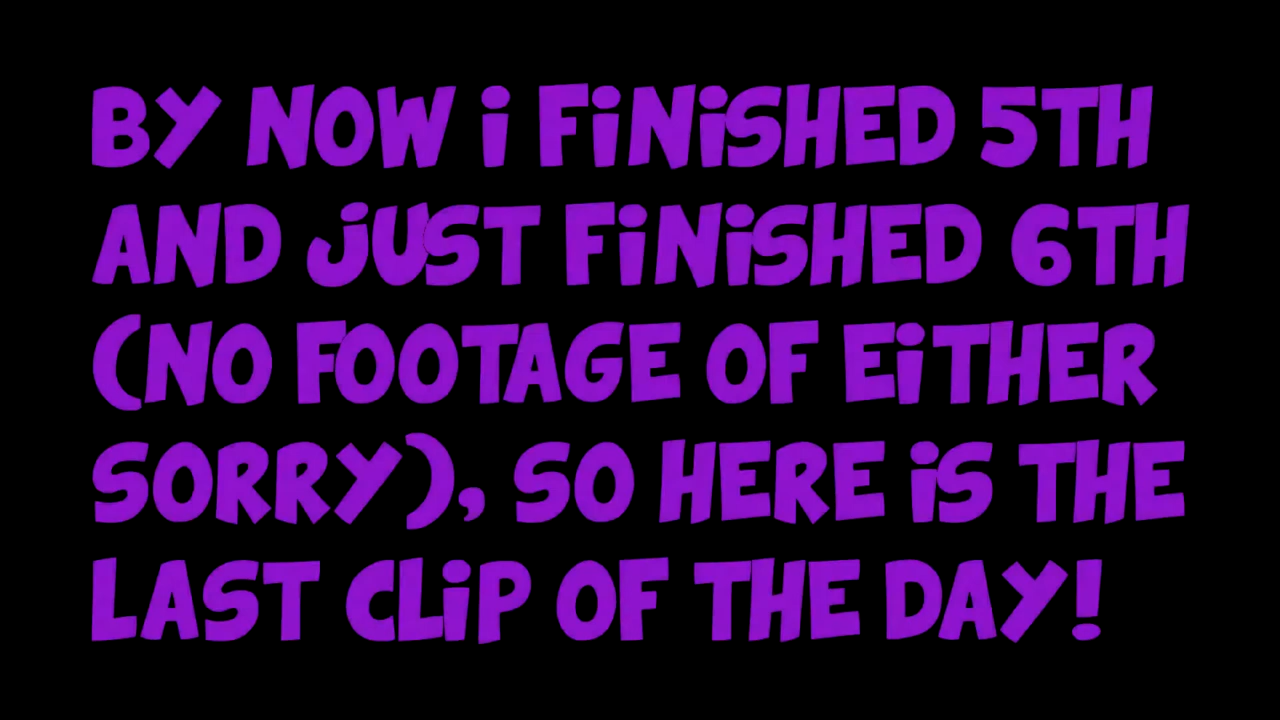 BY NOW i FiNiSHED 5TH
AND jUST FiNiSHED 6TH
(NO FOOTAGE OF EiTHER
SORRY), SO HERE iS THE
LAST CLiP OF THE DAY!